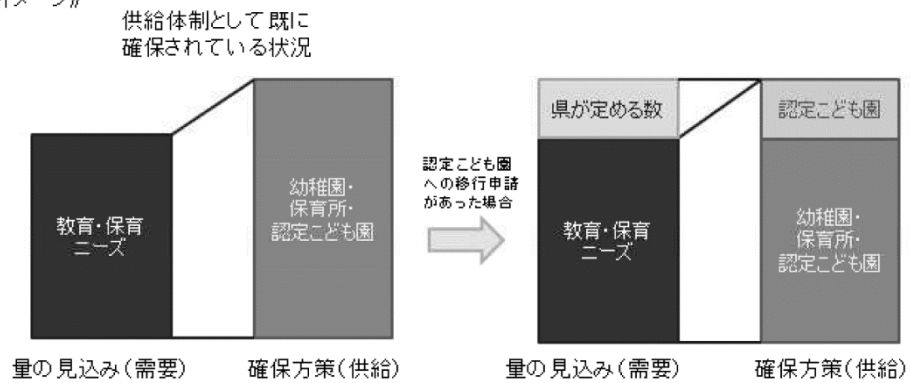 供給体制として既に
確保されている状況
教育・保育
ニーズ
幼稚園・
保育所・
認定こども園
量の見込み(需要)
確保方策(供給)
認定こども園
への移行申請
があった場合
県が定める数
認定こども園
教育・保育
ニーズ
幼稚園・
保育所・
認定こども園
量の見込み(需要)
確保方策(供給)